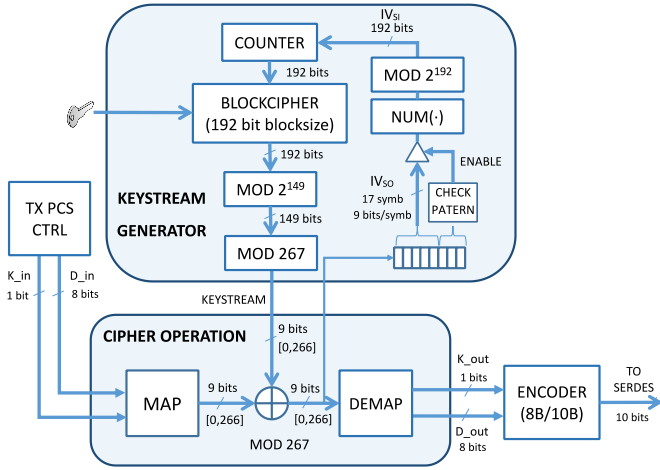 IV_SI
192 bits
COUNTER
192 bits
MOD 2^192
BLOCKCIPHER
(192 bit blocksize)
NUM(·)
192 bits
ENABLE
MOD 2^149
IV_SO
17 symb
9 bits/symb
CHECK
PATERN
KEYSTREAM
GENERATOR
149 bits
MOD 267
TX PCS
CTRL
K_in
1 bit
D_in
8 bits
KEYSTREAM
CIPHER OPERATION
9 bits
[0,266]
MAP
9 bits
[0,266]
9 bits
[0,266]
MOD 267
DEMAP
K_out
1 bits
D_out
8 bits
ENCODER
(8B/10B)
TO
SERDES
10 bits